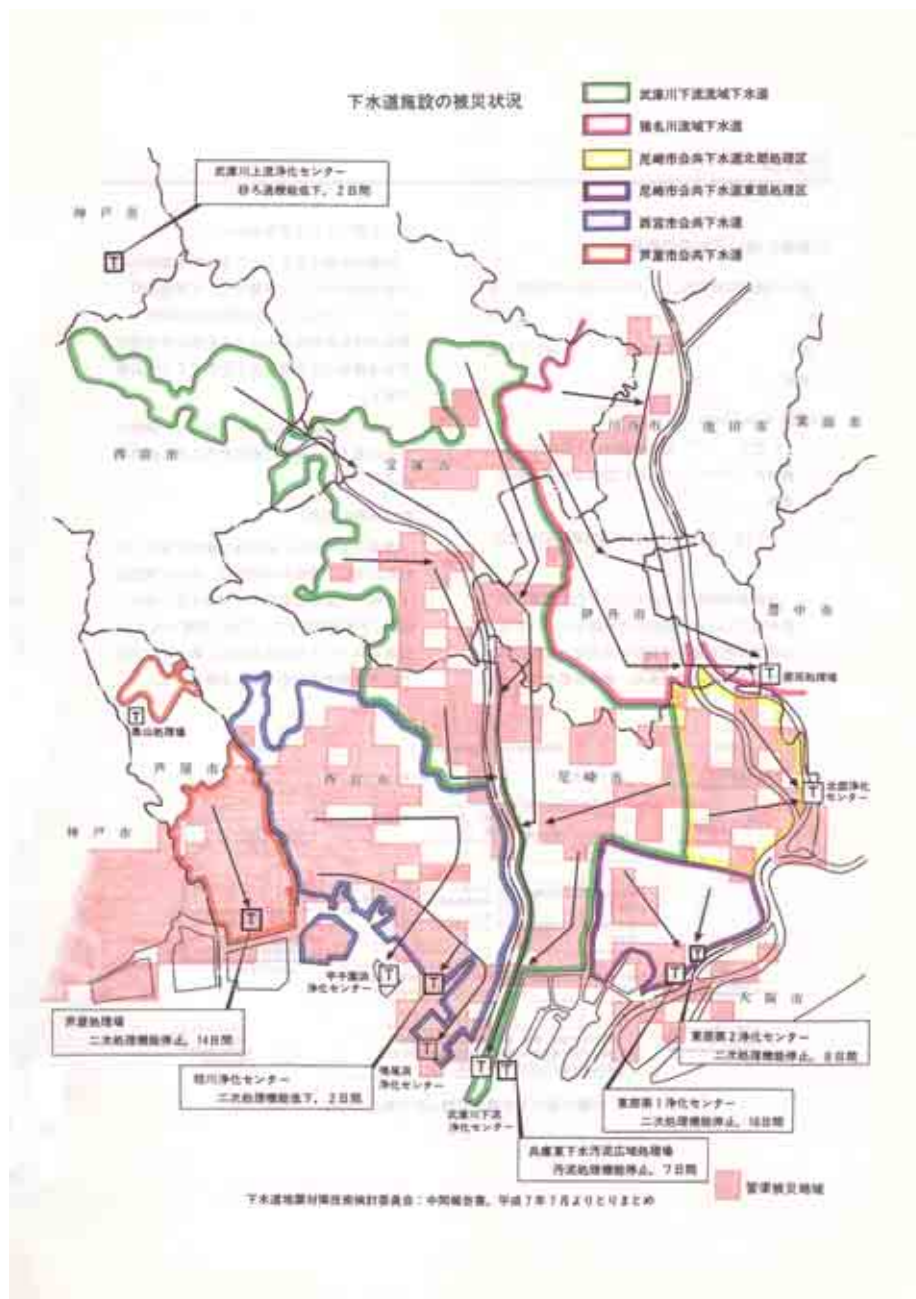 下水道施設の被災状況
武庫川下流流域下水道
猪名川流域下水道
尼崎市公共下水道北部処理区
尼崎市公共下水道東部処理区
西宮市公共下水道
芦屋市公共下水道
武庫川上流浄化センター
砂ろ過機能低下、2日間
神戸市
T
川西市
池田市
箕面市
西宮市
宝塚市
伊丹市
豊中市
T
原田処理場
T
奥山処理場
芦屋市
西宮市
尼崎市
T
北部浄化
センター
神戸市
T
T
甲子園浜
浄化センター
T
T
T
大阪市
芦屋処理場
二次処理機能停止、14日間
東部第2浄化センター
二次処理機能停止、8日間
枝川浄化センター
二次処理機能低下、2日間
T
鳴尾浜
浄化センター
T
T
東部第1浄化センター
二次処理機能停止、16日間
武庫川下流
浄化センター
兵庫東下水汚泥広域処理場
汚泥処理機能停止、7日間
管渠被災地域
下水道地震対策技術検討委員会:中間報告書、平成7年7月よりとりまとめ